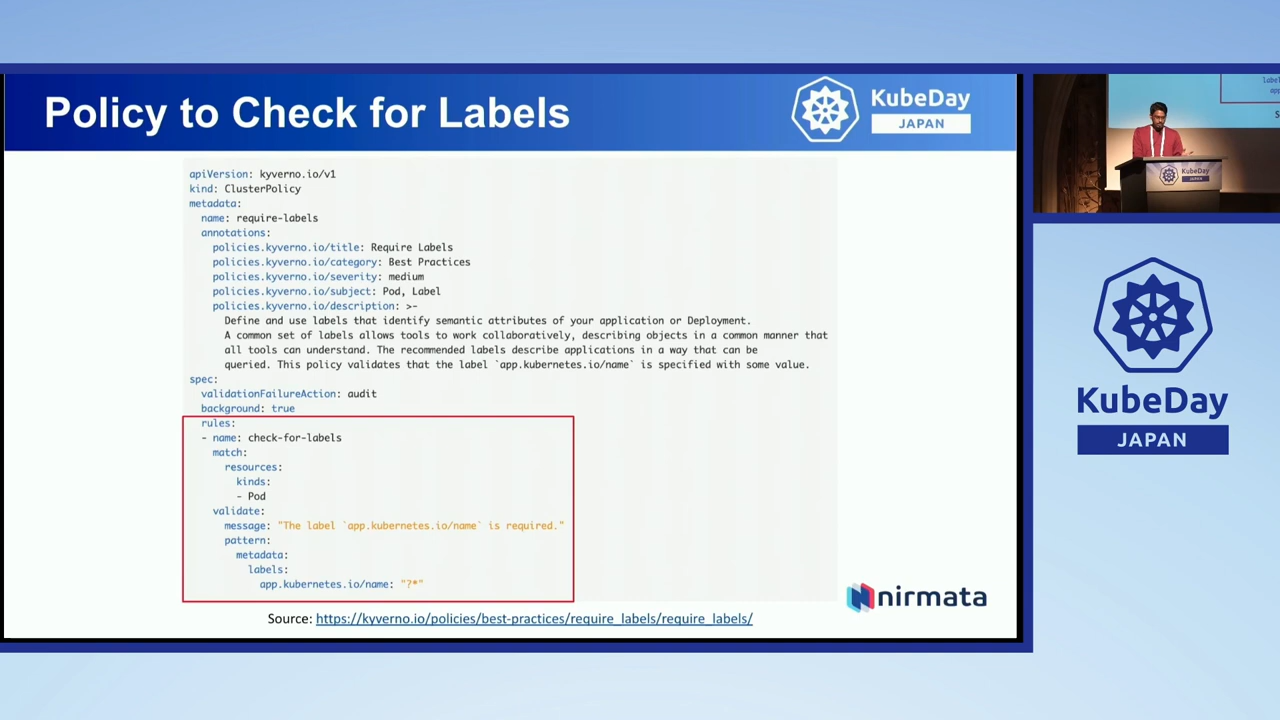 Policy to Check for Labels
KubeDay
JAPAN
apiVersion: kyverno.io/v1
kind: ClusterPolicy
metadata:
  name: require-labels
  annotations:
    policies.kyverno.io/title: Require Labels
    policies.kyverno.io/category: Best Practices
    policies.kyverno.io/severity: medium
    policies.kyverno.io/subject: Pod, Label
    policies.kyverno.io/description: >-
      Define and use labels that identify semantic attributes of your application or Deployment.
      A common set of labels allows tools to work collaboratively, describing objects in a common manner that
      all tools can understand. The recommended labels describe applications in a way that can be
      queried. This policy validates that the label `app.kubernetes.io/name` is specified with some value.
spec:
  validationFailureAction: audit
  background: true
  rules:
  - name: check-for-labels
    match:
      resources:
        kinds:
        - Pod
    validate:
      message: "The label `app.kubernetes.io/name` is required."
      pattern:
        metadata:
          labels:
            app.kubernetes.io/name: "?*"
nirmata
Source: https://kyverno.io/policies/best-practices/require_labels/require_labels/
KubeDay
JAPAN
KubeDay
JAPAN